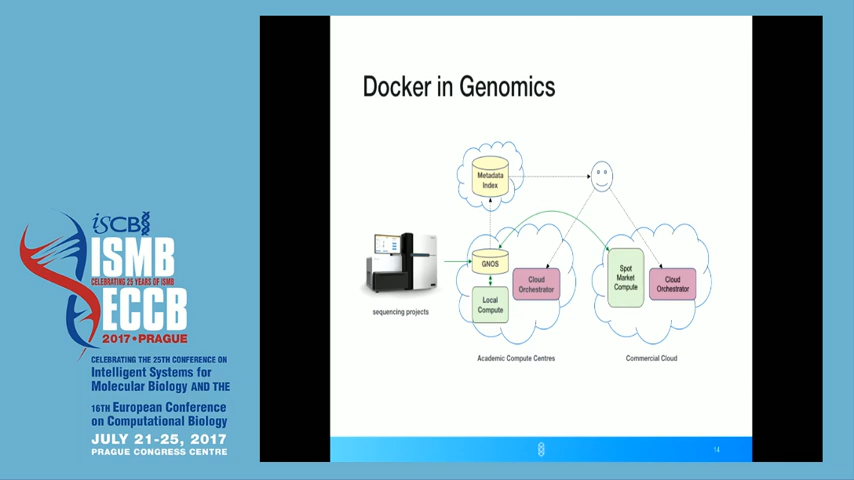 Docker in Genomics
Metadata
Index
GNOS
Cloud
Orchestrator
Local
Compute
Spot
Market
Compute
Cloud
Orchestrator
sequencing projects
Academic Compute Centres
Commercial Cloud
14
isCB
ISMB
CELEBRATING 25 YEARS OF ISMB
ECCB
2017 • PRAGUE
CELEBRATING THE 25TH CONFERENCE ON
Intelligent Systems for
Molecular Biology AND THE
16TH European Conference
on Computational Biology
JULY 21-25, 2017
PRAGUE CONGRESS CENTRE